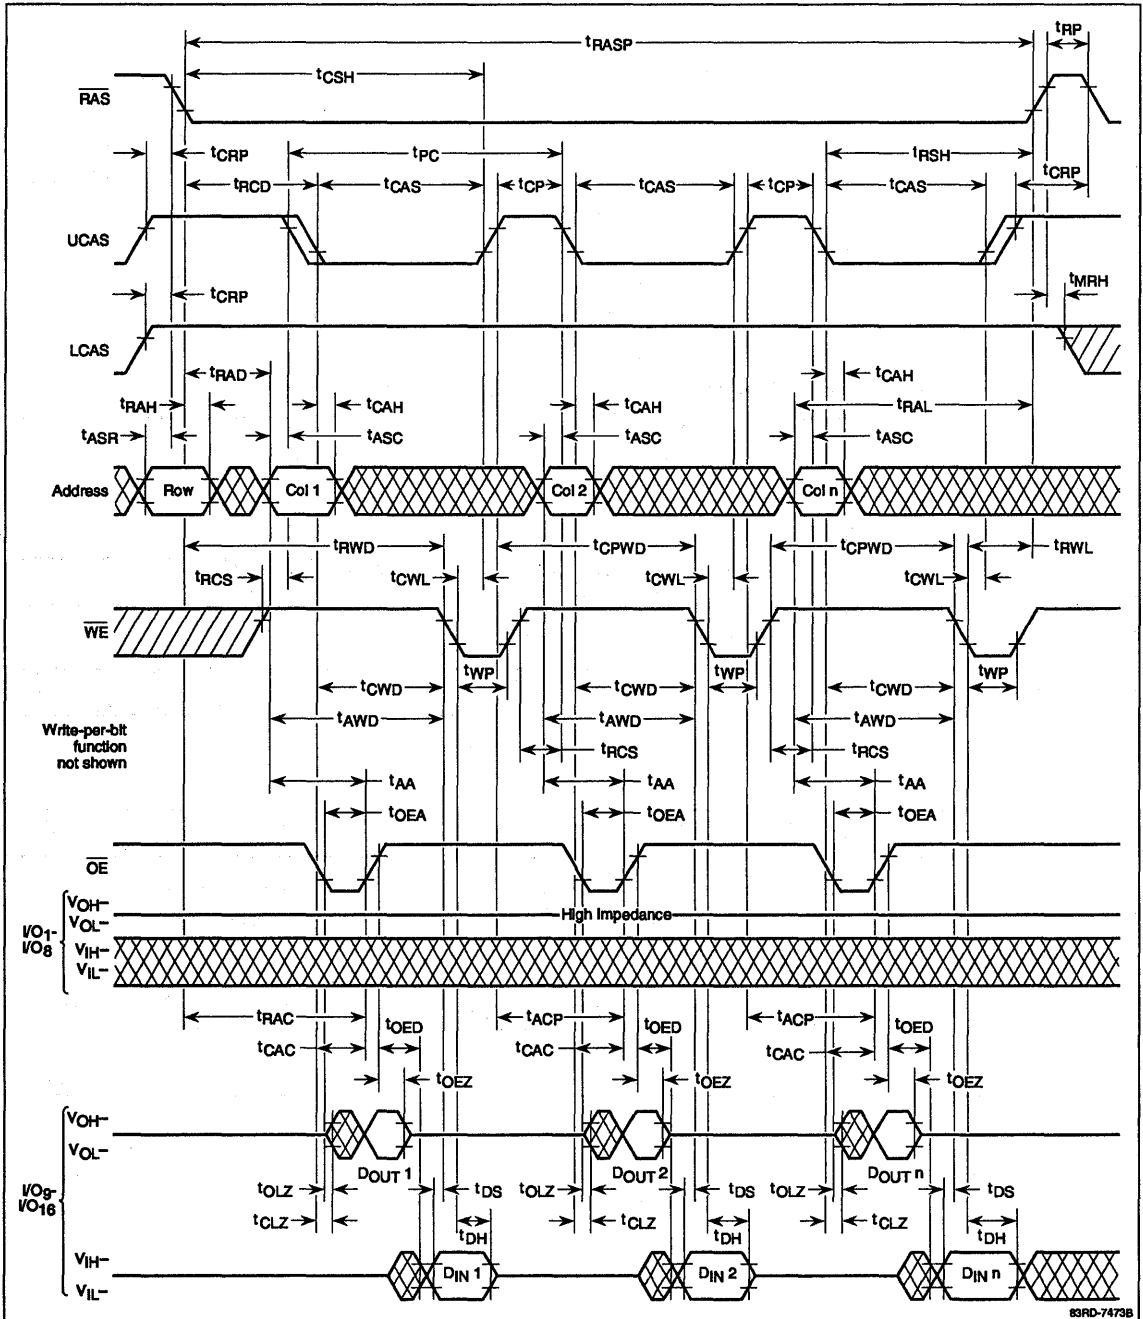 tRASP
tRP
tCSH
RAS
tCRP
tPC
tRSH
tRCD
tCAS
tCP
tCAS
tCP
tCAS
tCRP
UCAS
tCRP
tMRH
LCAS
tRAD
tCAH
tRAH
tCAH
tCAH
tRAL
tASR
tASC
tASC
tASC
Address
Row
Col 1
Col 2
Col n
tRWD
tCPWD
tCPWD
tRWL
tRCS
tCWL
tCWL
tCWL
WE
tWP
tWP
tWP
tCWD
tCWD
tCWD
tAWD
tAWD
tAWD
Write-per-bit
function
not shown
tRCS
tRCS
tAA
tAA
tAA
tOEA
tOEA
tOEA
OE
VOH–
High Impedance
VOL–
I/O1-
I/O8
VIH–
VIL–
tRAC
tACP
tACP
tOED
tOED
tOED
tCAC
tCAC
tCAC
tOEZ
tOEZ
tOEZ
VOH–
VOL–
DOUT 1
DOUT 2
DOUT n
I/O9-
I/O16
tOLZ
tDS
tOLZ
tDS
tOLZ
tDS
tCLZ
tCLZ
tCLZ
tDH
tDH
tDH
VIH–
DIN 1
DIN 2
DIN n
VIL–
83RD-7473B